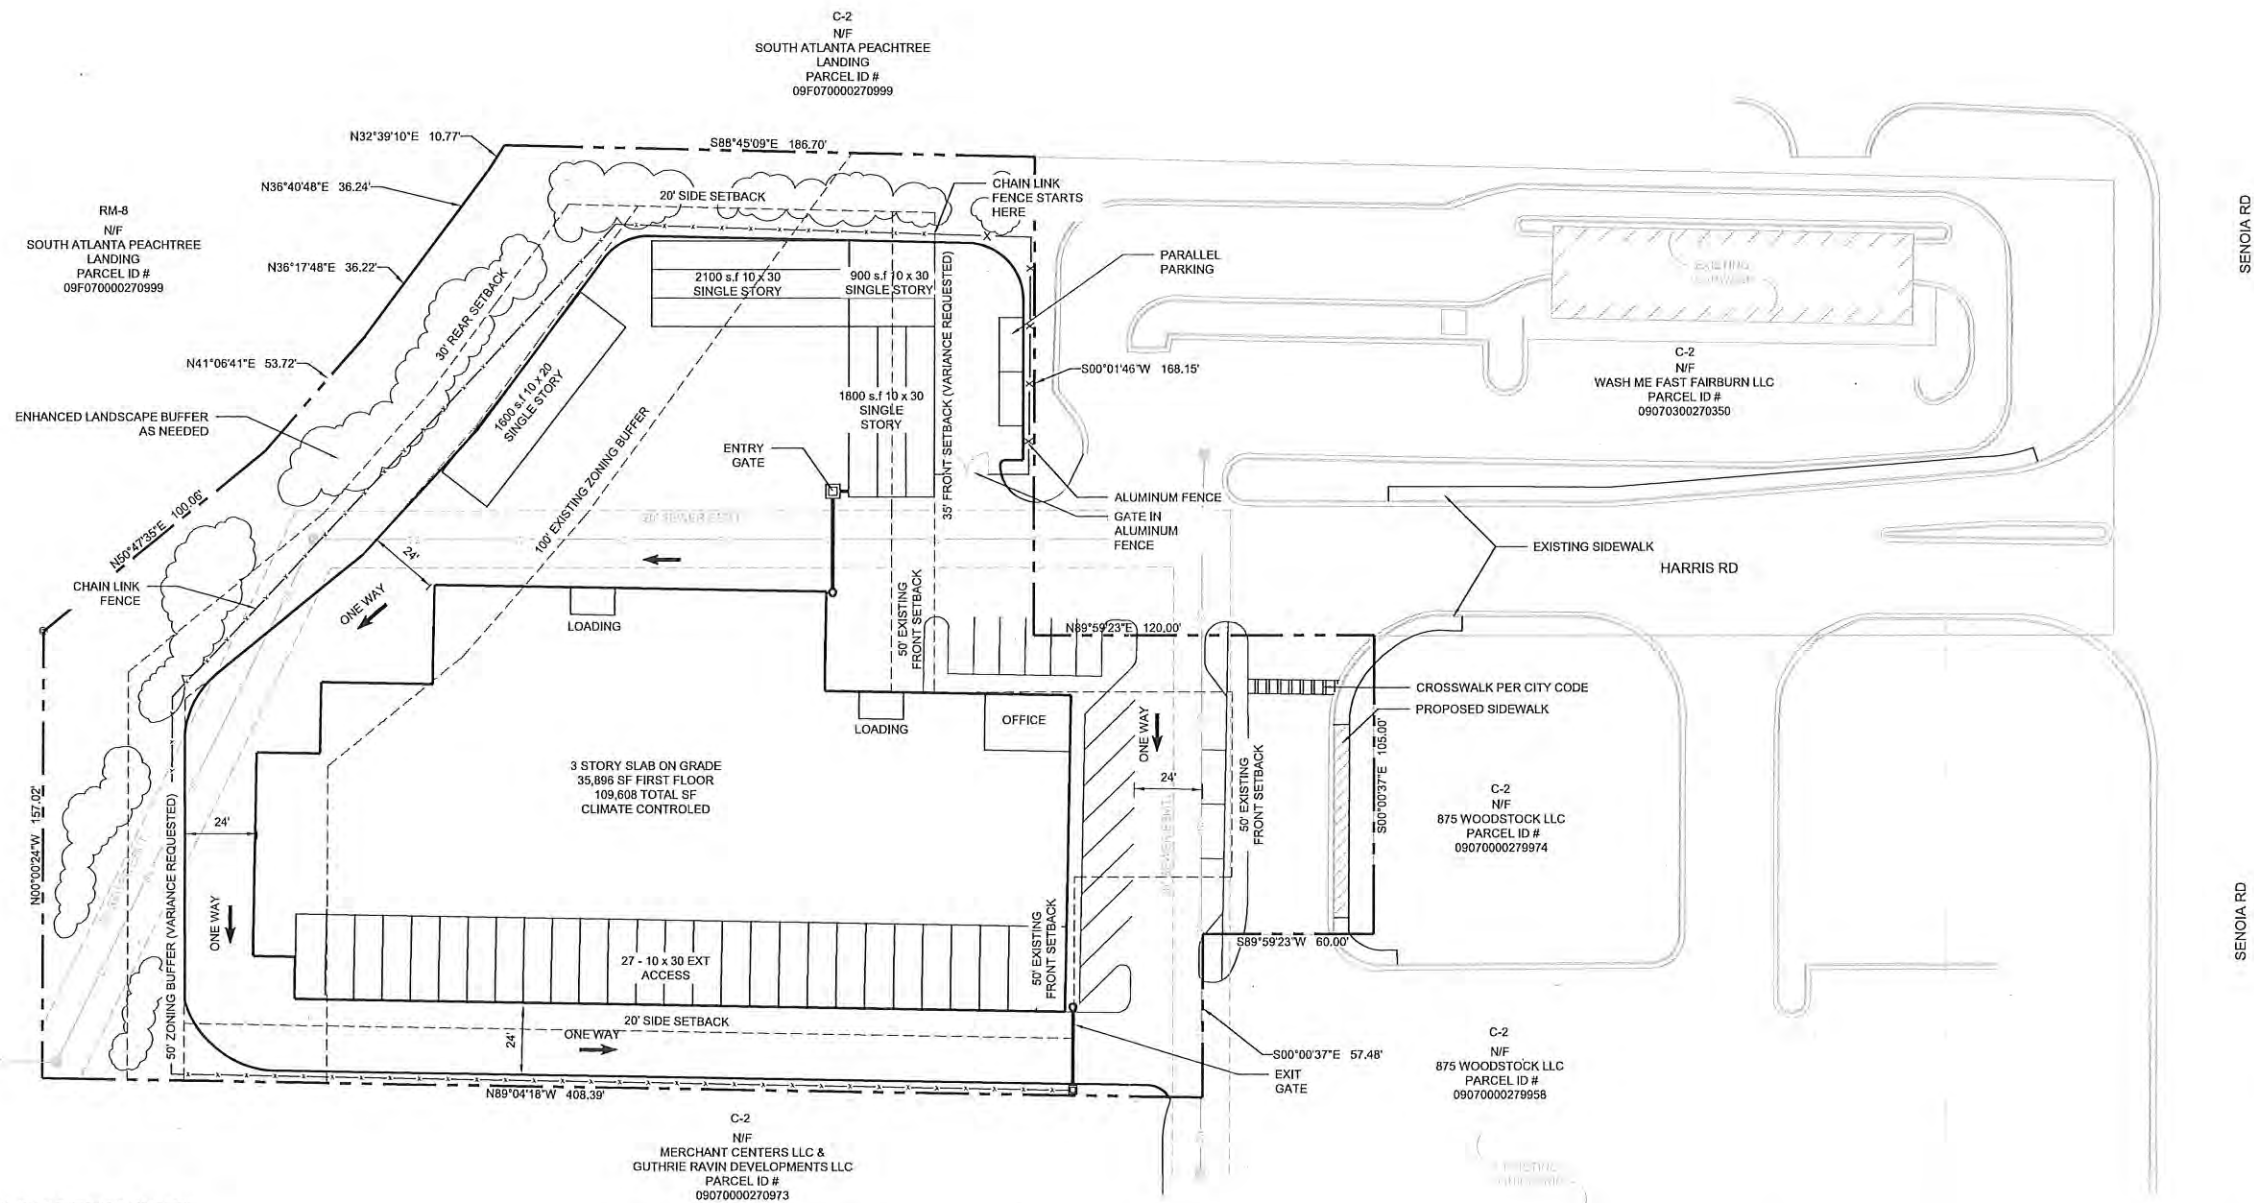 C-2
N/F
SOUTH ATLANTA PEACHTREE
LANDING
PARCEL ID #
09F070000270999
N32°39'10"E 10.77'
S88°45'09"E 186.70'
N36°40'48"E 36.24'
20' SIDE SETBACK
CHAIN LINK
FENCE STARTS
HERE
RM-8
N/F
SOUTH ATLANTA PEACHTREE
LANDING
PARCEL ID #
09F070000270999
N36°17'48"E 36.22'
30' REAR SETBACK
2100 s.f 10 x 30
SINGLE STORY
900 s.f 10 x 30
SINGLE STORY
PARALLEL
PARKING
EXISTING
SENOIA RD
N41°06'41"E 53.72'
1600 s.f 10 x 20
SINGLE STORY
1800 s.f 10 x 30
SINGLE
STORY
35' FRONT SETBACK (VARIANCE REQUESTED)
S00°01'46"W 168.15'
C-2
N/F
WASH ME FAST FAIRBURN LLC
PARCEL ID #
09070300270350
ENHANCED LANDSCAPE BUFFER
AS NEEDED
100' EXISTING ZONING BUFFER
ENTRY
GATE
ALUMINUM FENCE
GATE IN
ALUMINUM
FENCE
N50°47'35"E 100.06'
20' SEWER ESMT
24'
EXISTING SIDEWALK
HARRIS RD
CHAIN LINK
FENCE
ONE WAY
LOADING
50' EXISTING
FRONT SETBACK
N89°59'23"E 120.00'
CROSSWALK PER CITY CODE
PROPOSED SIDEWALK
LOADING
OFFICE
ONE WAY
24'
50' EXISTING
FRONT SETBACK
S00°00'37"E 105.00'
3 STORY SLAB ON GRADE
35,896 SF FIRST FLOOR
109,608 TOTAL SF
CLIMATE CONTROLED
C-2
N/F
875 WOODSTOCK LLC
PARCEL ID #
09070000279974
N00°00'24"W 157.02'
24'
50' ZONING BUFFER (VARIANCE REQUESTED)
20' SEWER ESMT.
ONE WAY
27 - 10 x 30 EXT
ACCESS
50' EXISTING
FRONT SETBACK
S89°59'23"W 60.00'
SENOIA RD
20' SIDE SETBACK
ONE WAY
24'
S00°00'37"E 57.48'
EXIT
GATE
N89°04'18"W 408.39'
C-2
N/F
875 WOODSTOCK LLC
PARCEL ID #
09070000279958
C-2
N/F
MERCHANT CENTERS LLC &
GUTHRIE RAVIN DEVELOPMENTS LLC
PARCEL ID #
09070000270973
EXISTING